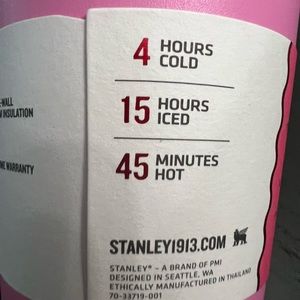 4 HOURS
COLD
15 HOURS
ICED
45 MINUTES
HOT
WALL
INSULATION
WARRANTY
STANLEY1913.COM
STANLEY® - A BRAND OF PMI
DESIGNED IN SEATTLE, WA
ETHICALLY MANUFACTURED IN THAILAND
70-33719-001